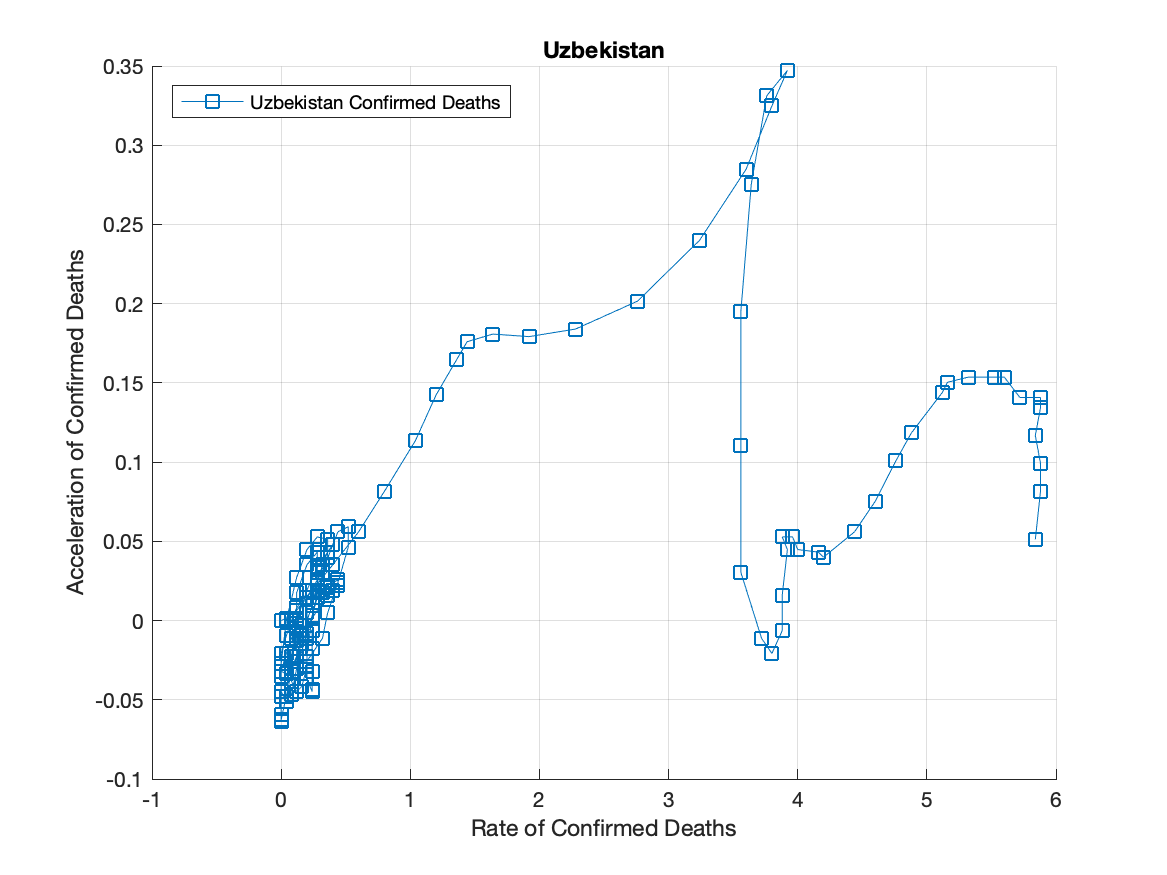 Uzbekistan
0.35
Uzbekistan Confirmed Deaths
0.3
0.25
0.2
0.15
0.1
0.05
0
-0.05
-0.1
Acceleration of Confirmed Deaths
-1 0 1 2 3 4 5 6
Rate of Confirmed Deaths